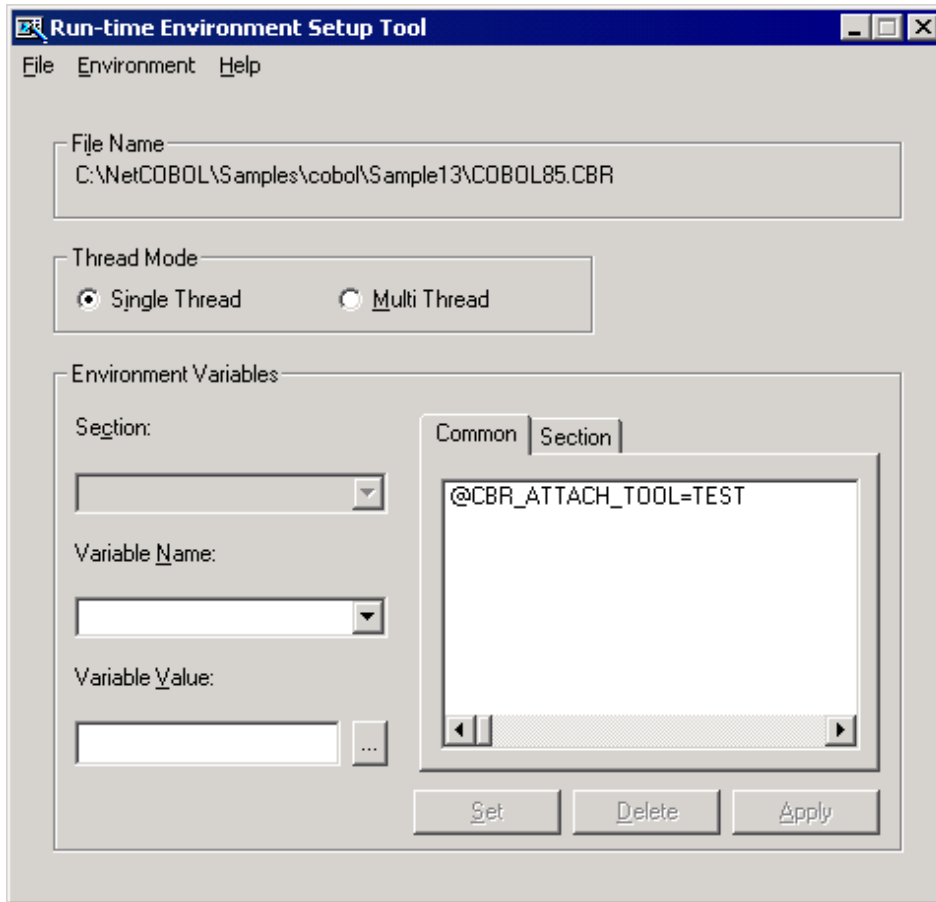 Run-time Environment Setup Tool
File Environment Help
File Name
C:\NetCOBOL\Samples\cobol\Sample13\COBOL85.CBR
Thread Mode
Single Thread Multi Thread
Environment Variables
Section:
Common Section
@CBR_ATTACH_TOOL=TEST
Variable Name:
Variable Value:
...
Set Delete Apply